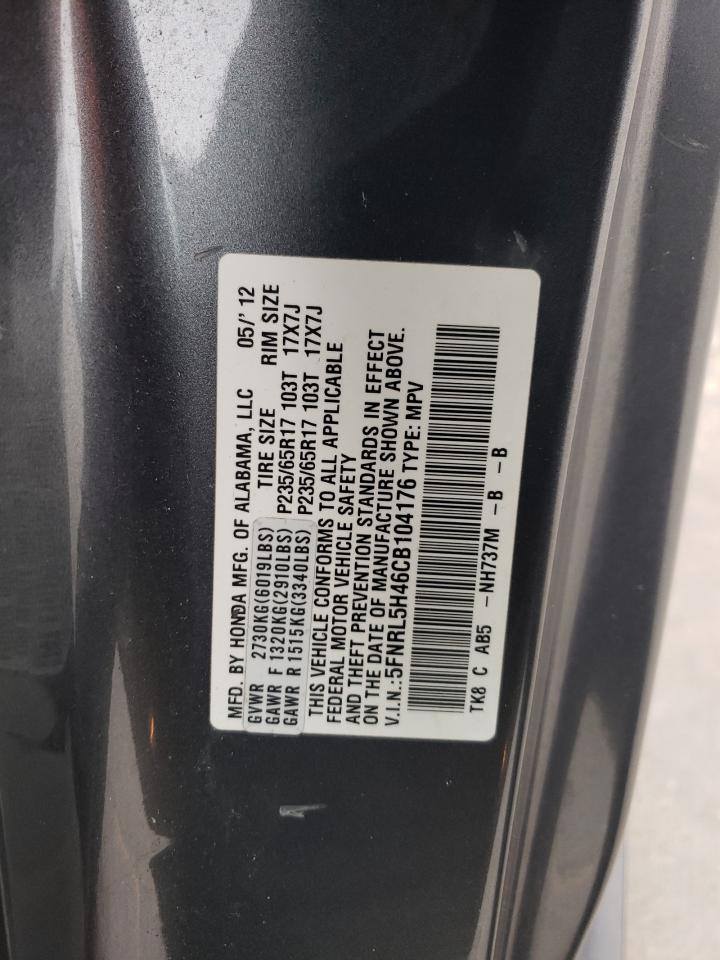 MFD. BY HONDA MFG. OF ALABAMA, LLC 05/'12
GVWR 2730KG(6019LBS) TIRE SIZE RIM SIZE
GAWR F 1320KG(2910LBS) P235/65R17 103T 17X7J
GAWR R 1515KG(3340LBS) P235/65R17 103T 17X7J
THIS VEHICLE CONFORMS TO ALL APPLICABLE
FEDERAL MOTOR VEHICLE SAFETY
AND THEFT PREVENTION STANDARDS IN EFFECT
ON THE DATE OF MANUFACTURE SHOWN ABOVE.
V.I.N.:5FNRL5H46CB104176 TYPE: MPV
TK8 C AB5 -NH737M -B -B